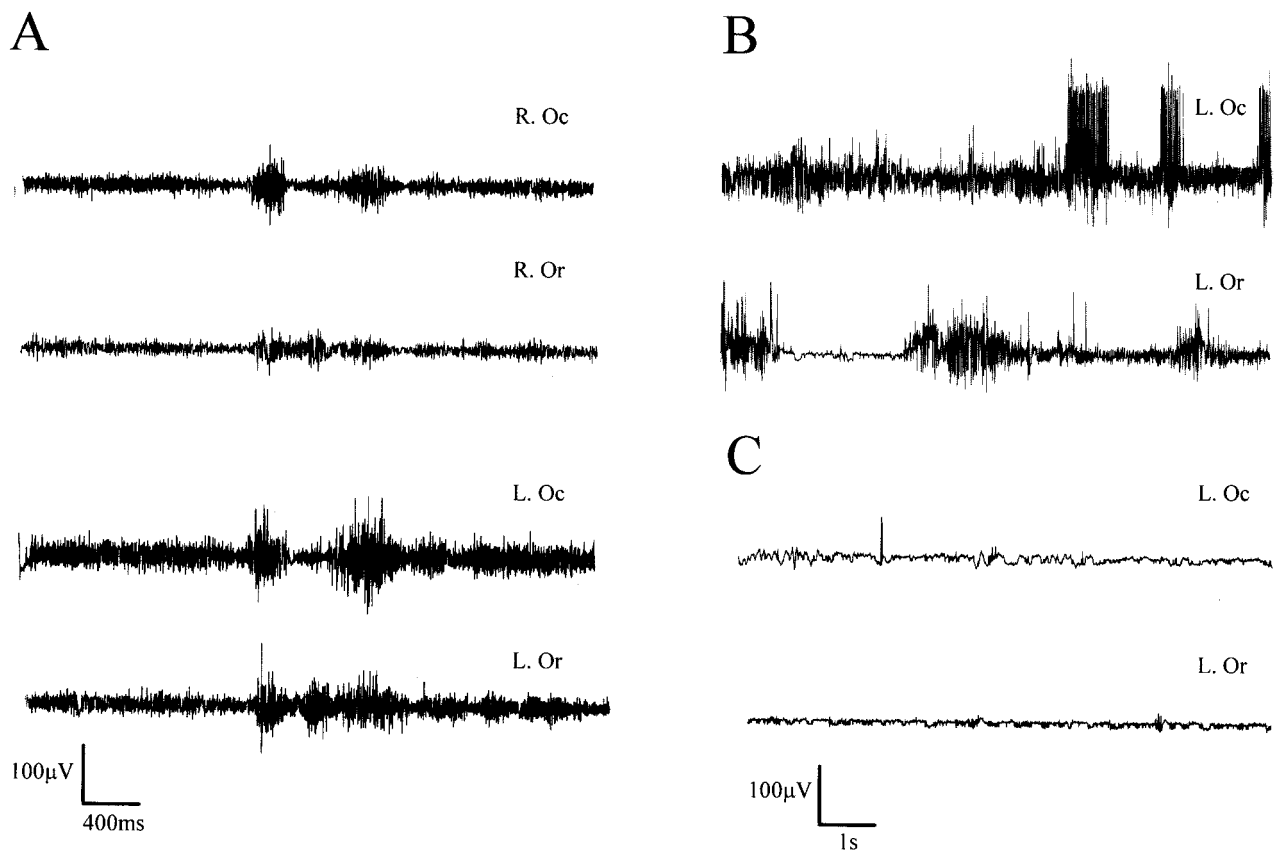 A
R. Oc
R. Or
L. Oc
L. Or
100μV
400ms
B
L. Oc
L. Or
C
L. Oc
L. Or
100μV
1s